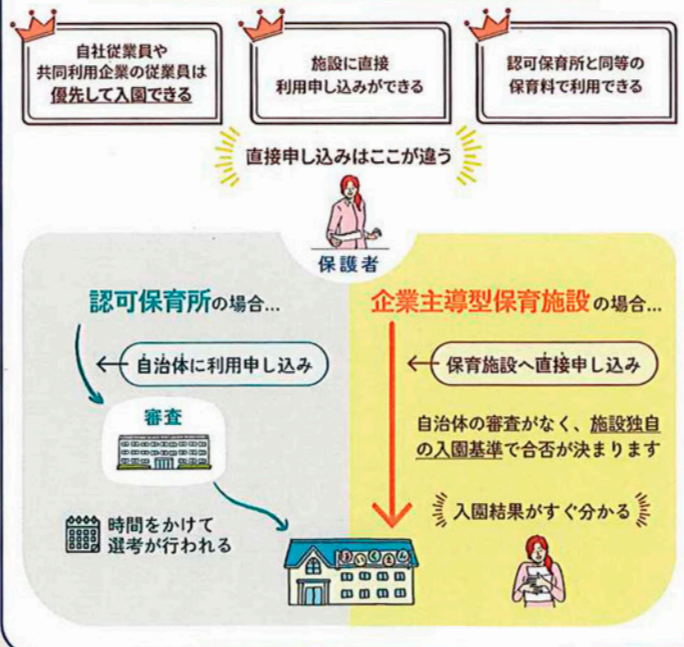 自社従業員や
共同利用企業の従業員は
優先して入園できる
施設に直接
利用申し込みができる
認可保育所と同等の
保育料で利用できる
直接申し込みはここが違う
保護者
認可保育所の場合...
自治体に利用申し込み
審査
時間をかけて
選考が行われる
企業主導型保育施設の場合...
保育施設へ直接申し込み
自治体の審査がなく、施設独自
の入園基準で合否が決まります
入園結果がすぐ分かる
ほいくえん